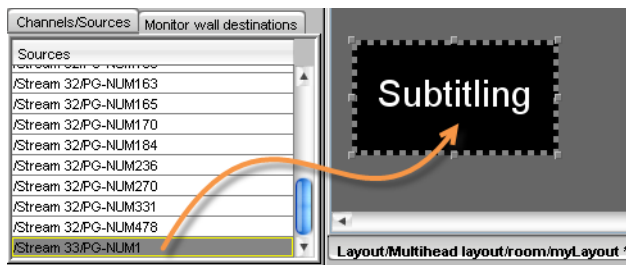 Channels/Sources
Monitor wall destinations
Sources
/Stream 32/PG-NUM163
/Stream 32/PG-NUM165
/Stream 32/PG-NUM170
/Stream 32/PG-NUM184
/Stream 32/PG-NUM236
/Stream 32/PG-NUM270
/Stream 32/PG-NUM331
/Stream 32/PG-NUM478
/Stream 33/PG-NUM1
Subtitling
Layout/Multihead layout/room/myLayout *